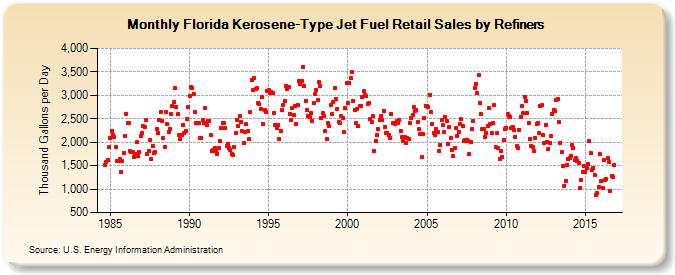 Monthly Florida Kerosene-Type Jet Fuel Retail Sales by Refiners
Thousand Gallons per Day
4,000
3,500
3,000
2,500
2,000
1,500
1,000
500
1985 1990 1995 2000 2005 2010 2015
Source: U.S. Energy Information Administration